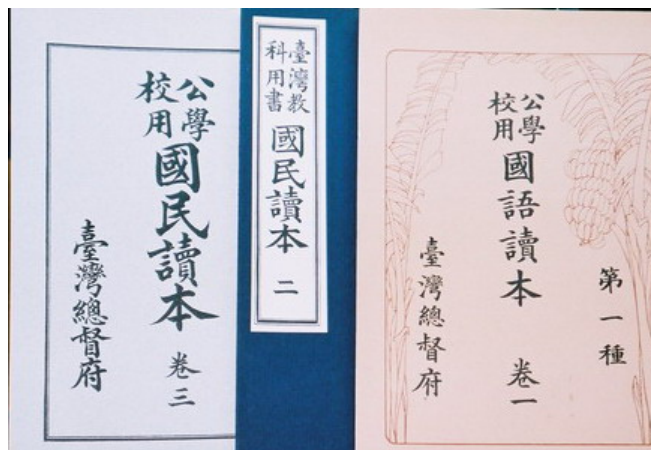 公學
校用
國民讀本
卷三
臺灣總督府
臺灣教
科用書
國民讀本
二
第一種
公學
校用
國語讀本
卷一
臺灣總督府